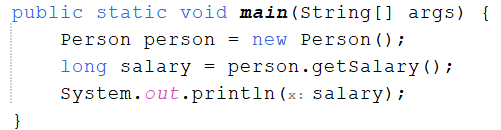 public static void main(String[] args) {
    Person person = new Person();
    long salary = person.getSalary();
    System.out.println(x: salary);
}